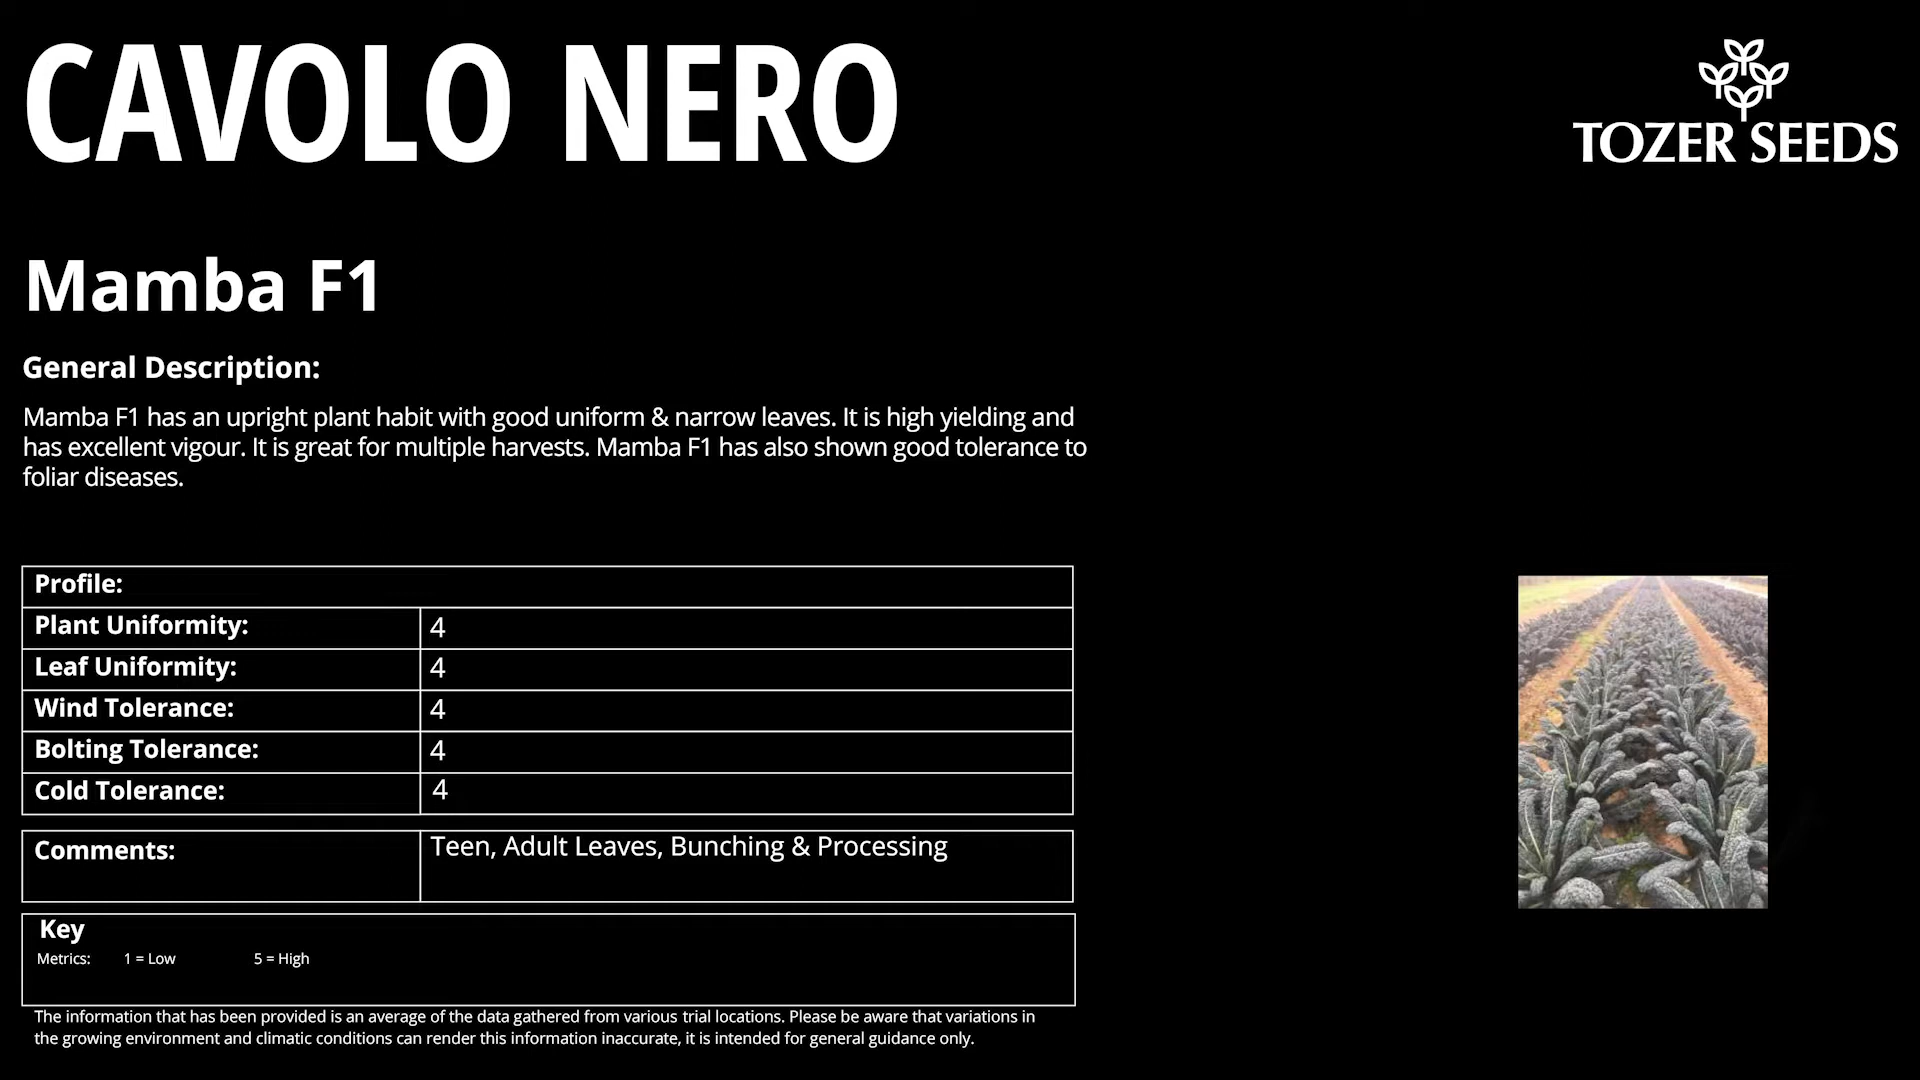 CAVOLO NERO
TOZER SEEDS
Mamba F1
General Description:
Mamba F1 has an upright plant habit with good uniform & narrow leaves. It is high yielding and
has excellent vigour. It is great for multiple harvests. Mamba F1 has also shown good tolerance to
foliar diseases.
Profile:
Plant Uniformity: 4
Leaf Uniformity: 4
Wind Tolerance: 4
Bolting Tolerance: 4
Cold Tolerance: 4
Comments: Teen, Adult Leaves, Bunching & Processing
Key
Metrics: 1 = Low 5 = High
The information that has been provided is an average of the data gathered from various trial locations. Please be aware that variations in
the growing environment and climatic conditions can render this information inaccurate, it is intended for general guidance only.